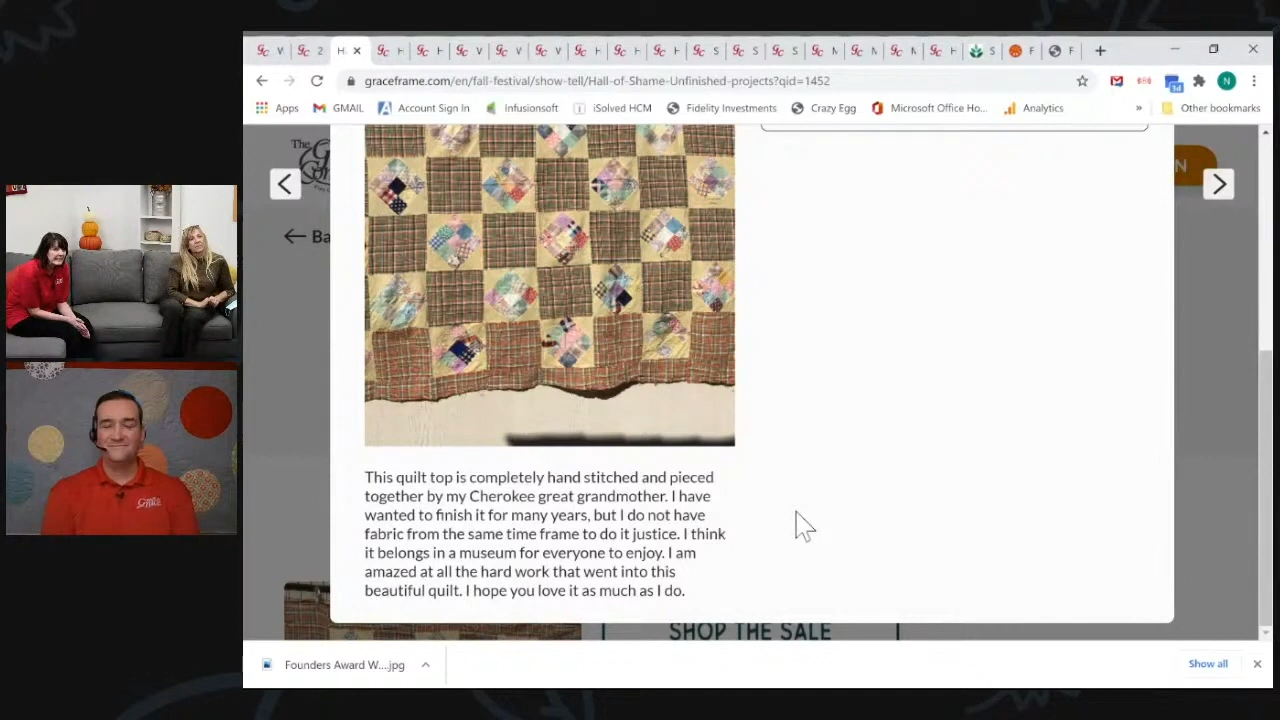 2
H
graceframe.com/en/fall-festival/show-tell/Hall-of-Shame-Unfinished-projects?qid=1452
Apps
GMAIL
Account Sign In
Infusionsoft
iSolved HCM
Fidelity Investments
Crazy Egg
Microsoft Office Ho...
Analytics
»
Other bookmarks
The
N
← Ba
This quilt top is completely hand stitched and pieced
together by my Cherokee great grandmother. I have
wanted to finish it for many years, but I do not have
fabric from the same time frame to do it justice. I think
it belongs in a museum for everyone to enjoy. I am
amazed at all the hard work that went into this
beautiful quilt. I hope you love it as much as I do.
SHOP THE SALE
Founders Award W....jpg
Show all